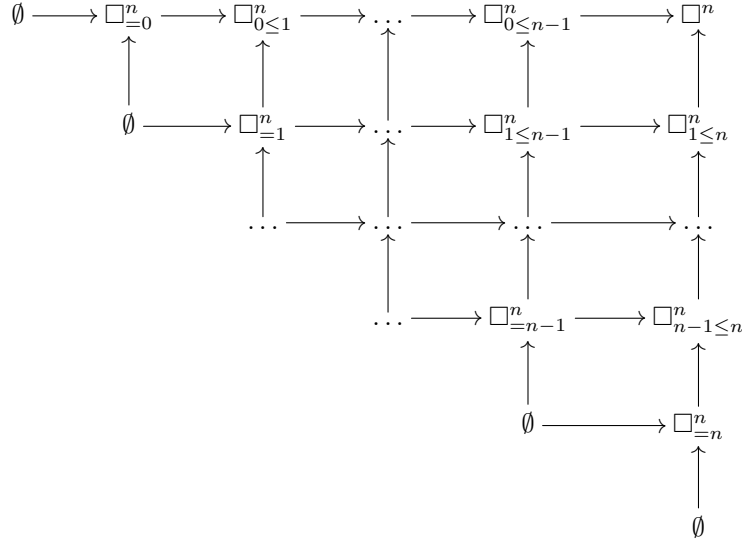 ∅ → □ⁿ₌₀ → □ⁿ₀≤₁ → … → □ⁿ₀≤ₙ₋₁ → □ⁿ
∅ → □ⁿ₌₁ → … → □ⁿ₁≤ₙ₋₁ → □ⁿ₁≤ₙ
… → … → … → …
… → □ⁿ₌ₙ₋₁ → □ⁿₙ₋₁≤ₙ
∅ → □ⁿ₌ₙ
∅